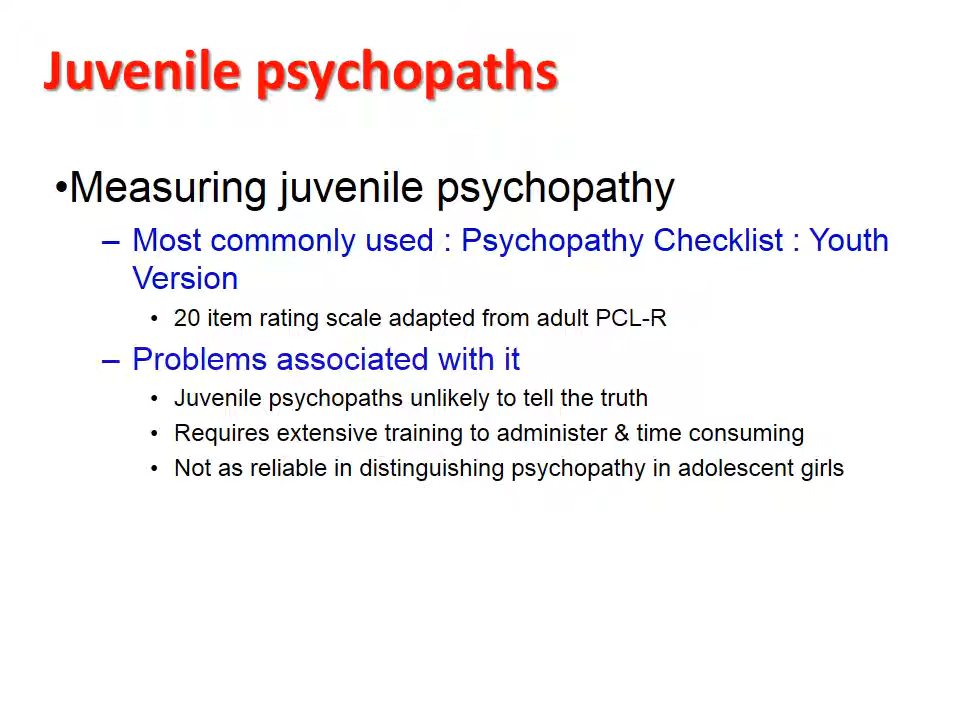 Juvenile psychopaths
•Measuring juvenile psychopathy
– Most commonly used : Psychopathy Checklist : Youth
Version
• 20 item rating scale adapted from adult PCL-R
– Problems associated with it
• Juvenile psychopaths unlikely to tell the truth
• Requires extensive training to administer & time consuming
• Not as reliable in distinguishing psychopathy in adolescent girls